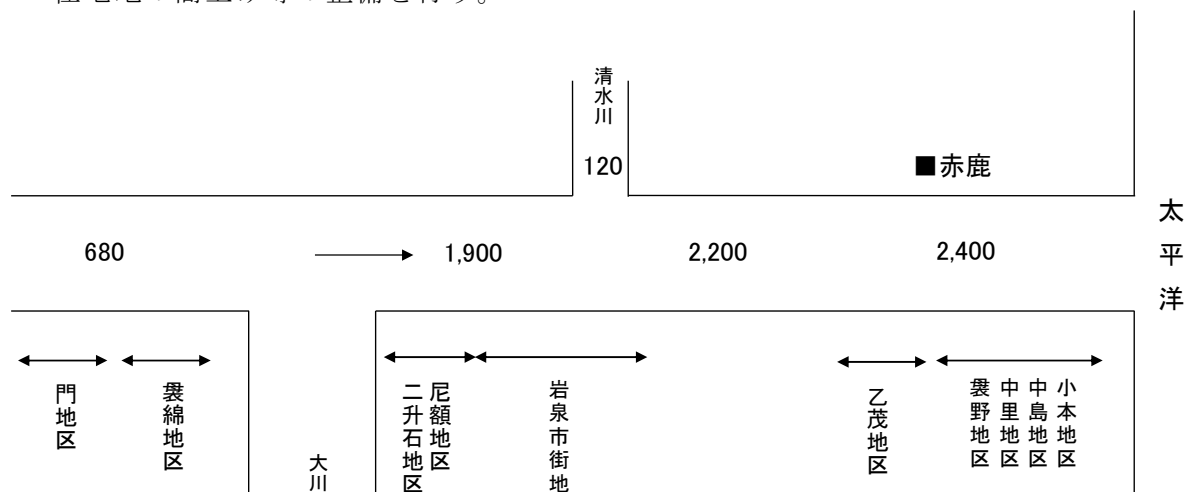 清水川
120
■赤鹿
太平洋
680
1,900
2,200
2,400
門地区
袰綿地区
大川
二升石地区
尼額地区
岩泉市街地
乙茂地区
袰野地区
中里地区
中島地区
小本地区